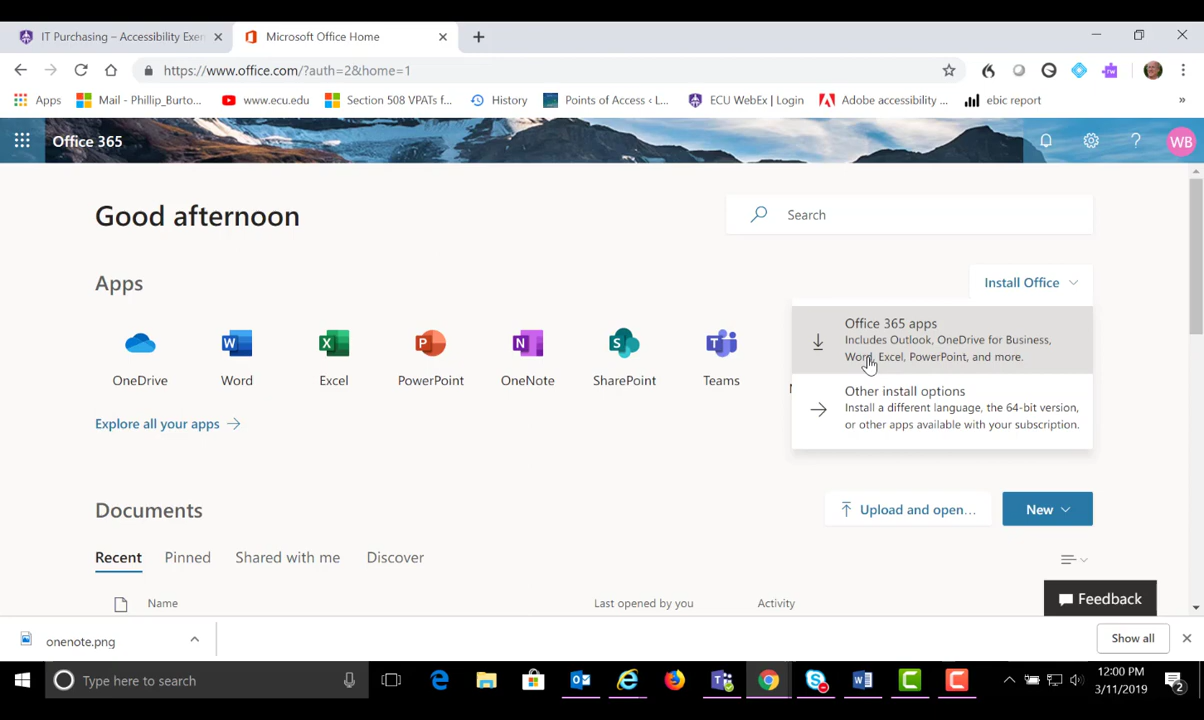 IT Purchasing – Accessibility Exen
Microsoft Office Home
https://www.office.com/?auth=2&home=1
Apps
Mail - Phillip_Burto...
www.ecu.edu
Section 508 VPATs f...
History
Points of Access ‹ L...
ECU WebEx | Login
Adobe accessibility ...
ebic report
»
Office 365
?
WB
Good afternoon
Search
Apps
Install Office
Office 365 apps
Includes Outlook, OneDrive for Business,
Word, Excel, PowerPoint, and more.
OneDrive
Word
Excel
PowerPoint
OneNote
SharePoint
Teams
Other install options
Install a different language, the 64-bit version,
or other apps available with your subscription.
Explore all your apps
Documents
Upload and open...
New
Recent
Pinned
Shared with me
Discover
Name
Last opened by you
Activity
Feedback
onenote.png
Show all
Type here to search
12:00 PM
3/11/2019
2